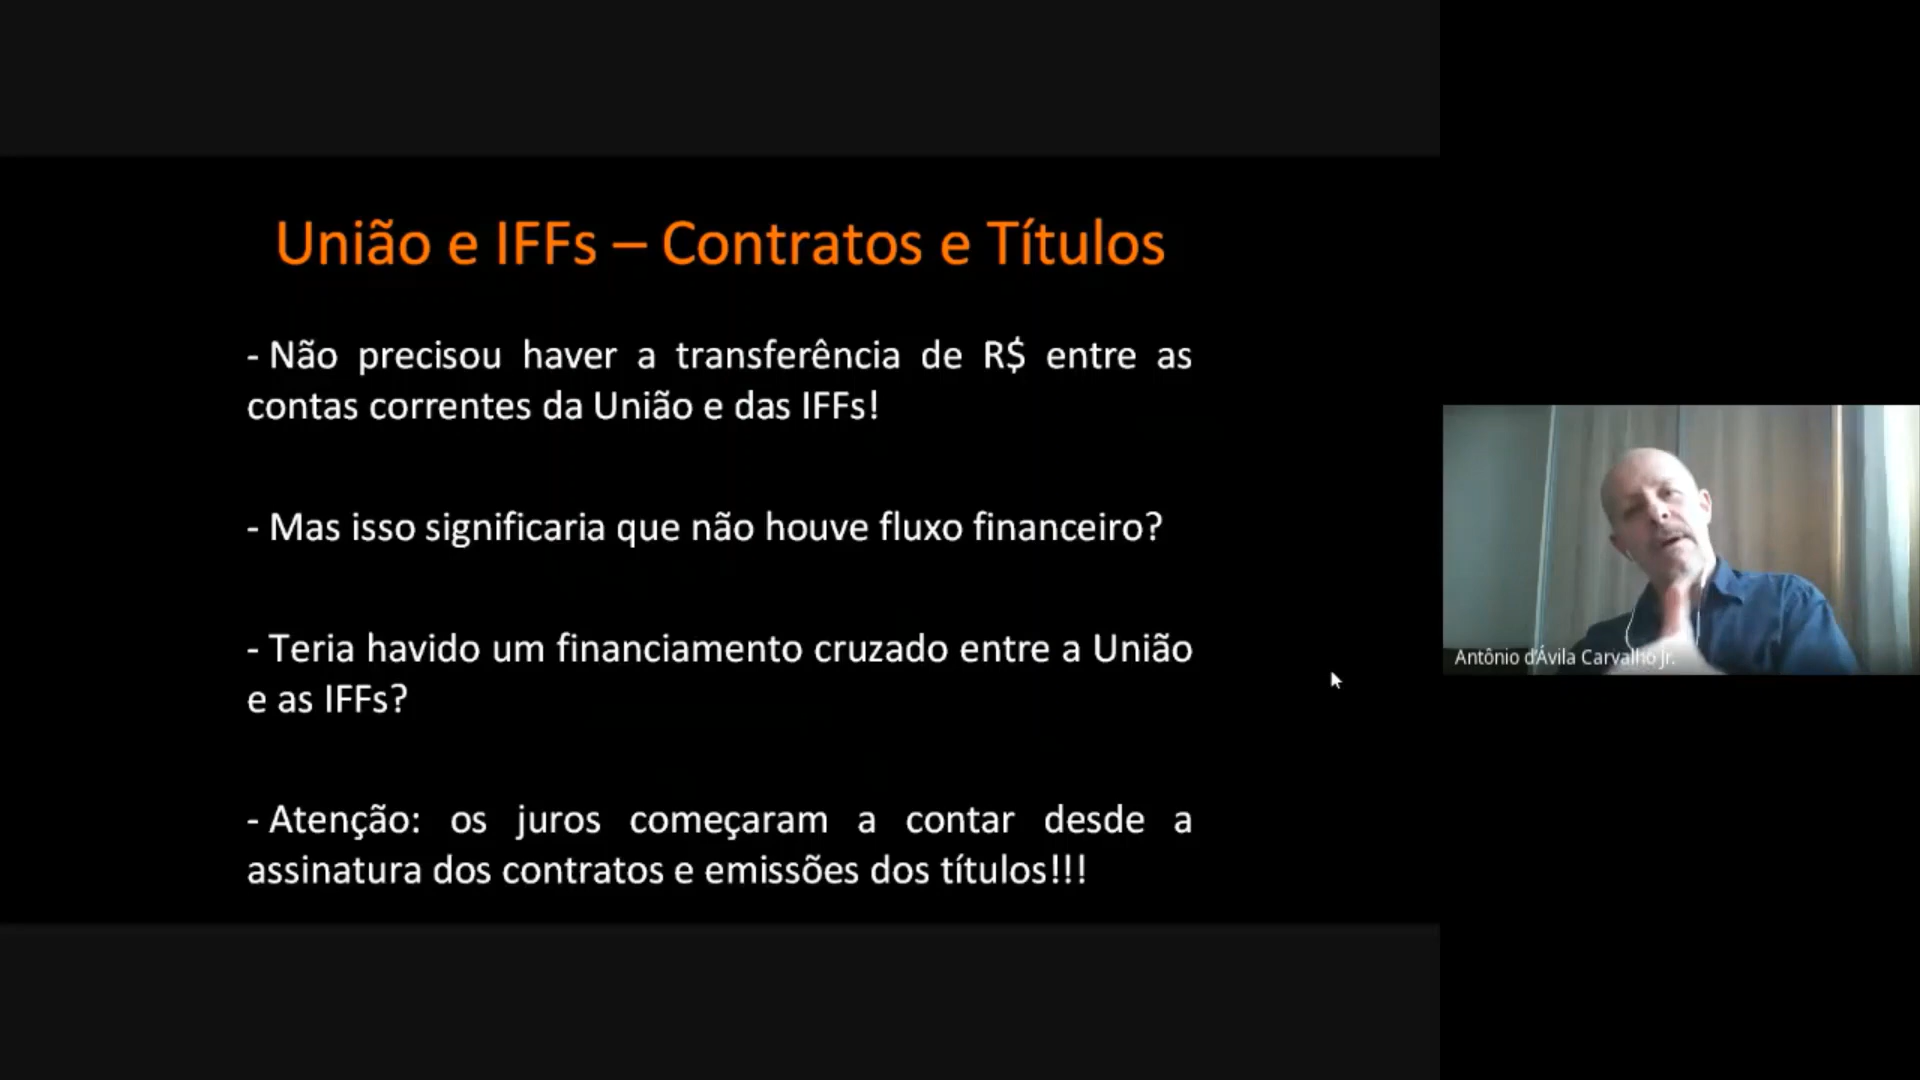 União e IFFs – Contratos e Títulos
- Não precisou haver a transferência de R$ entre as
contas correntes da União e das IFFs!
- Mas isso significaria que não houve fluxo financeiro?
- Teria havido um financiamento cruzado entre a União
e as IFFs?
- Atenção: os juros começaram a contar desde a
assinatura dos contratos e emissões dos títulos!!!
Antônio d'Ávila Carvalho Jr.